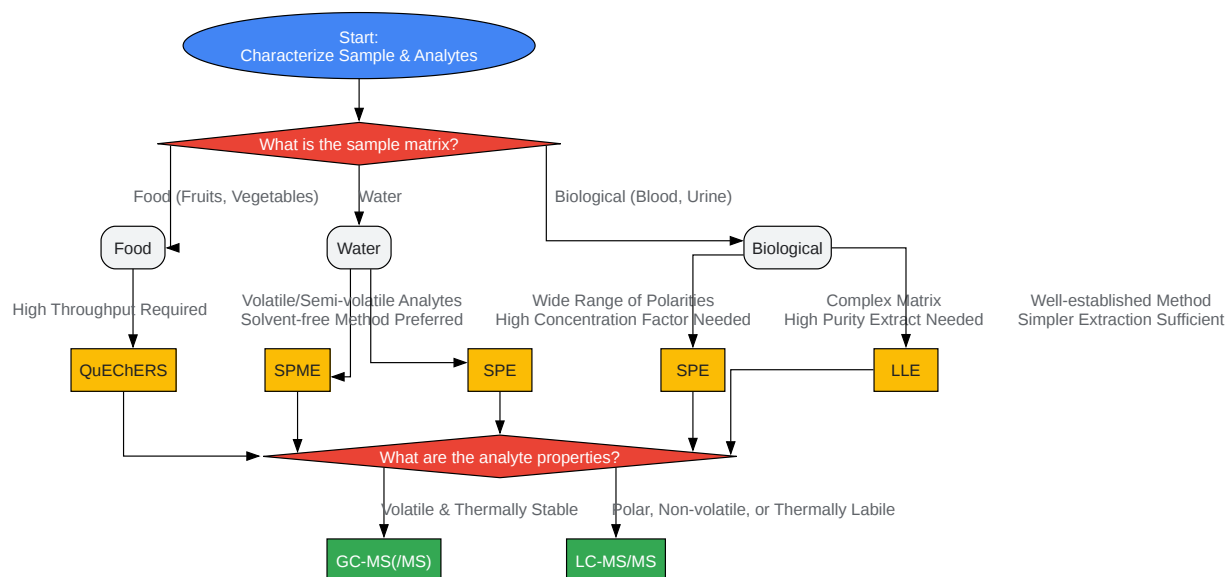 Start:
Characterize Sample & Analytes
What is the sample matrix?
Food (Fruits, Vegetables)
Water
Biological (Blood, Urine)
Food
Water
Biological
High Throughput Required
Volatile/Semi-volatile Analytes
Solvent-free Method Preferred
Wide Range of Polarities
High Concentration Factor Needed
Complex Matrix
High Purity Extract Needed
Well-established Method
Simpler Extraction Sufficient
QuEChERS
SPME
SPE
SPE
LLE
What are the analyte properties?
Volatile & Thermally Stable
Polar, Non-volatile, or Thermally Labile
GC-MS(/MS)
LC-MS/MS